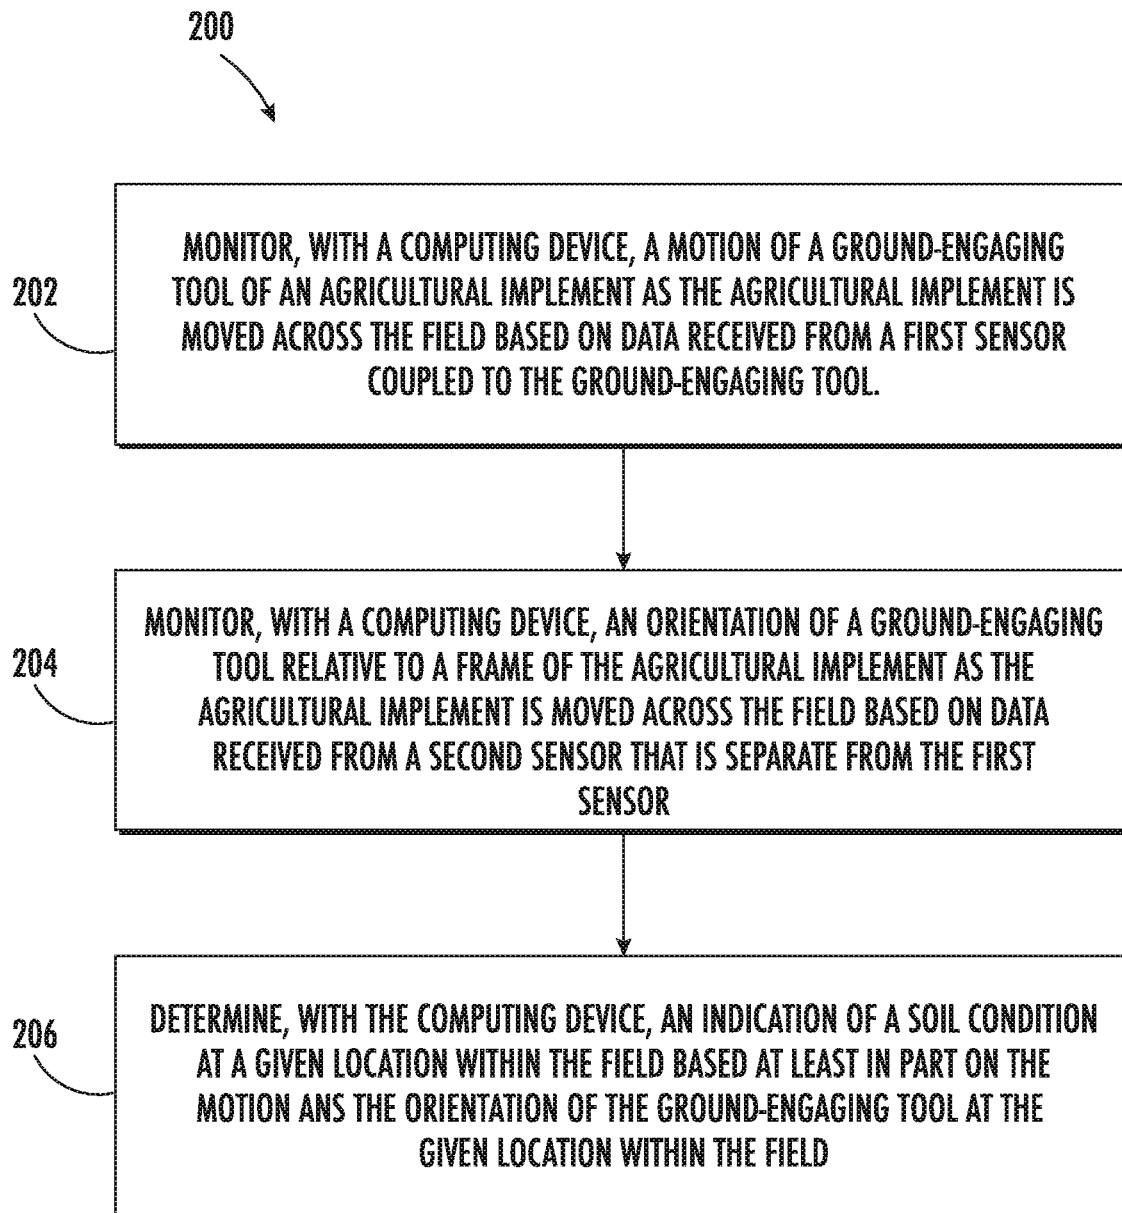 200
202
MONITOR, WITH A COMPUTING DEVICE, A MOTION OF A GROUND-ENGAGING
TOOL OF AN AGRICULTURAL IMPLEMENT AS THE AGRICULTURAL IMPLEMENT IS
MOVED ACROSS THE FIELD BASED ON DATA RECEIVED FROM A FIRST SENSOR
COUPLED TO THE GROUND-ENGAGING TOOL.
204
MONITOR, WITH A COMPUTING DEVICE, AN ORIENTATION OF A GROUND-ENGAGING
TOOL RELATIVE TO A FRAME OF THE AGRICULTURAL IMPLEMENT AS THE
AGRICULTURAL IMPLEMENT IS MOVED ACROSS THE FIELD BASED ON DATA
RECEIVED FROM A SECOND SENSOR THAT IS SEPARATE FROM THE FIRST
SENSOR
206
DETERMINE, WITH THE COMPUTING DEVICE, AN INDICATION OF A SOIL CONDITION
AT A GIVEN LOCATION WITHIN THE FIELD BASED AT LEAST IN PART ON THE
MOTION ANS THE ORIENTATION OF THE GROUND-ENGAGING TOOL AT THE
GIVEN LOCATION WITHIN THE FIELD